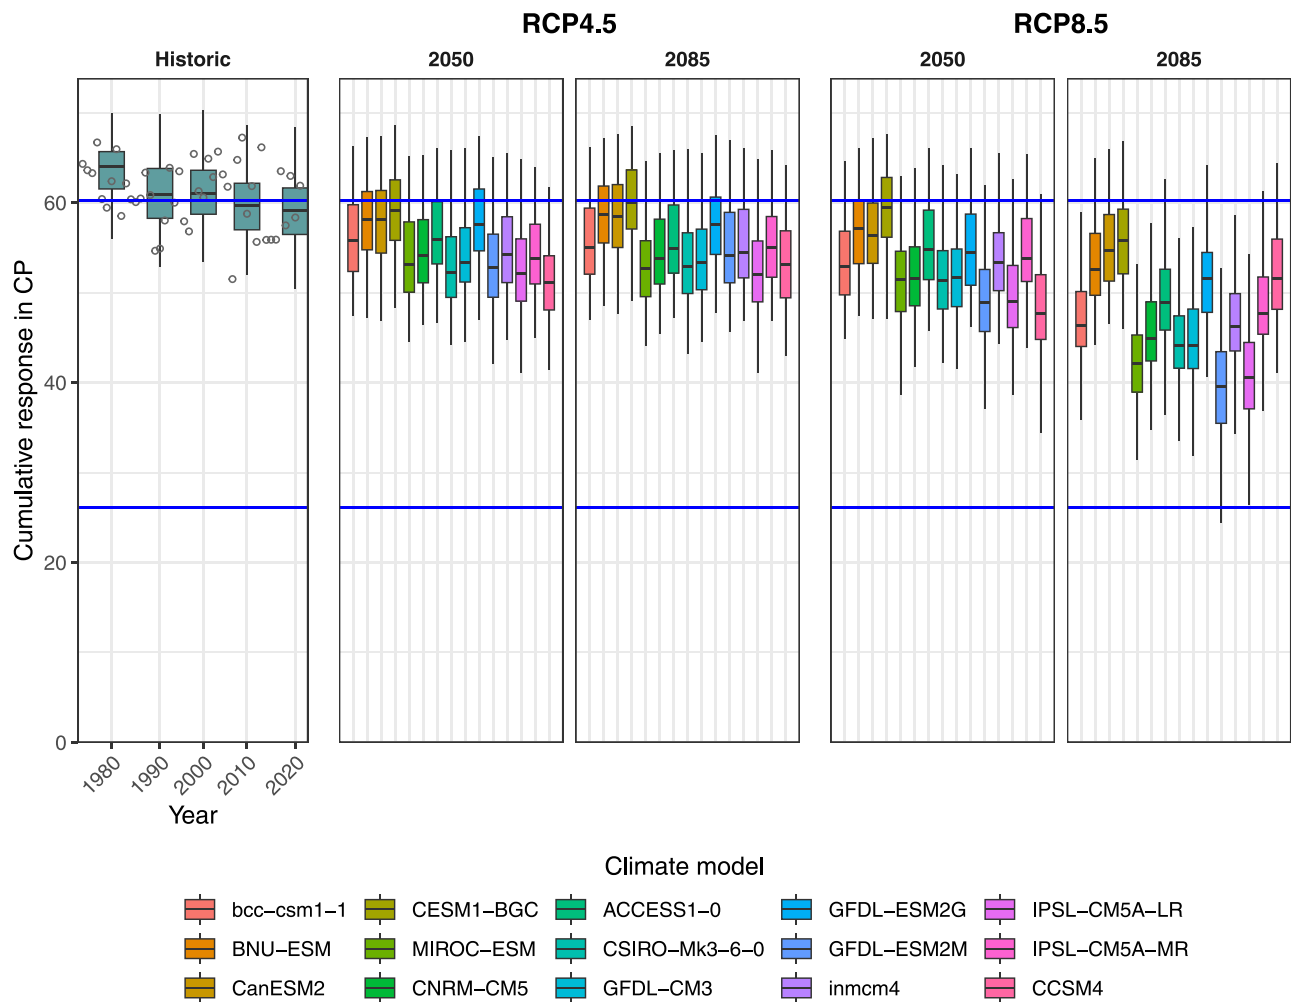 RCP4.5 RCP8.5
Historic 2050 2085 2050 2085
Cumulative response in CP
60
40
20
0
1980 1990 2000 2010 2020
Year
Climate model
bcc−csm1−1 CESM1−BGC ACCESS1−0 GFDL−ESM2G IPSL−CM5A−LR
BNU−ESM MIROC−ESM CSIRO−Mk3−6−0 GFDL−ESM2M IPSL−CM5A−MR
CanESM2 CNRM−CM5 GFDL−CM3 inmcm4 CCSM4